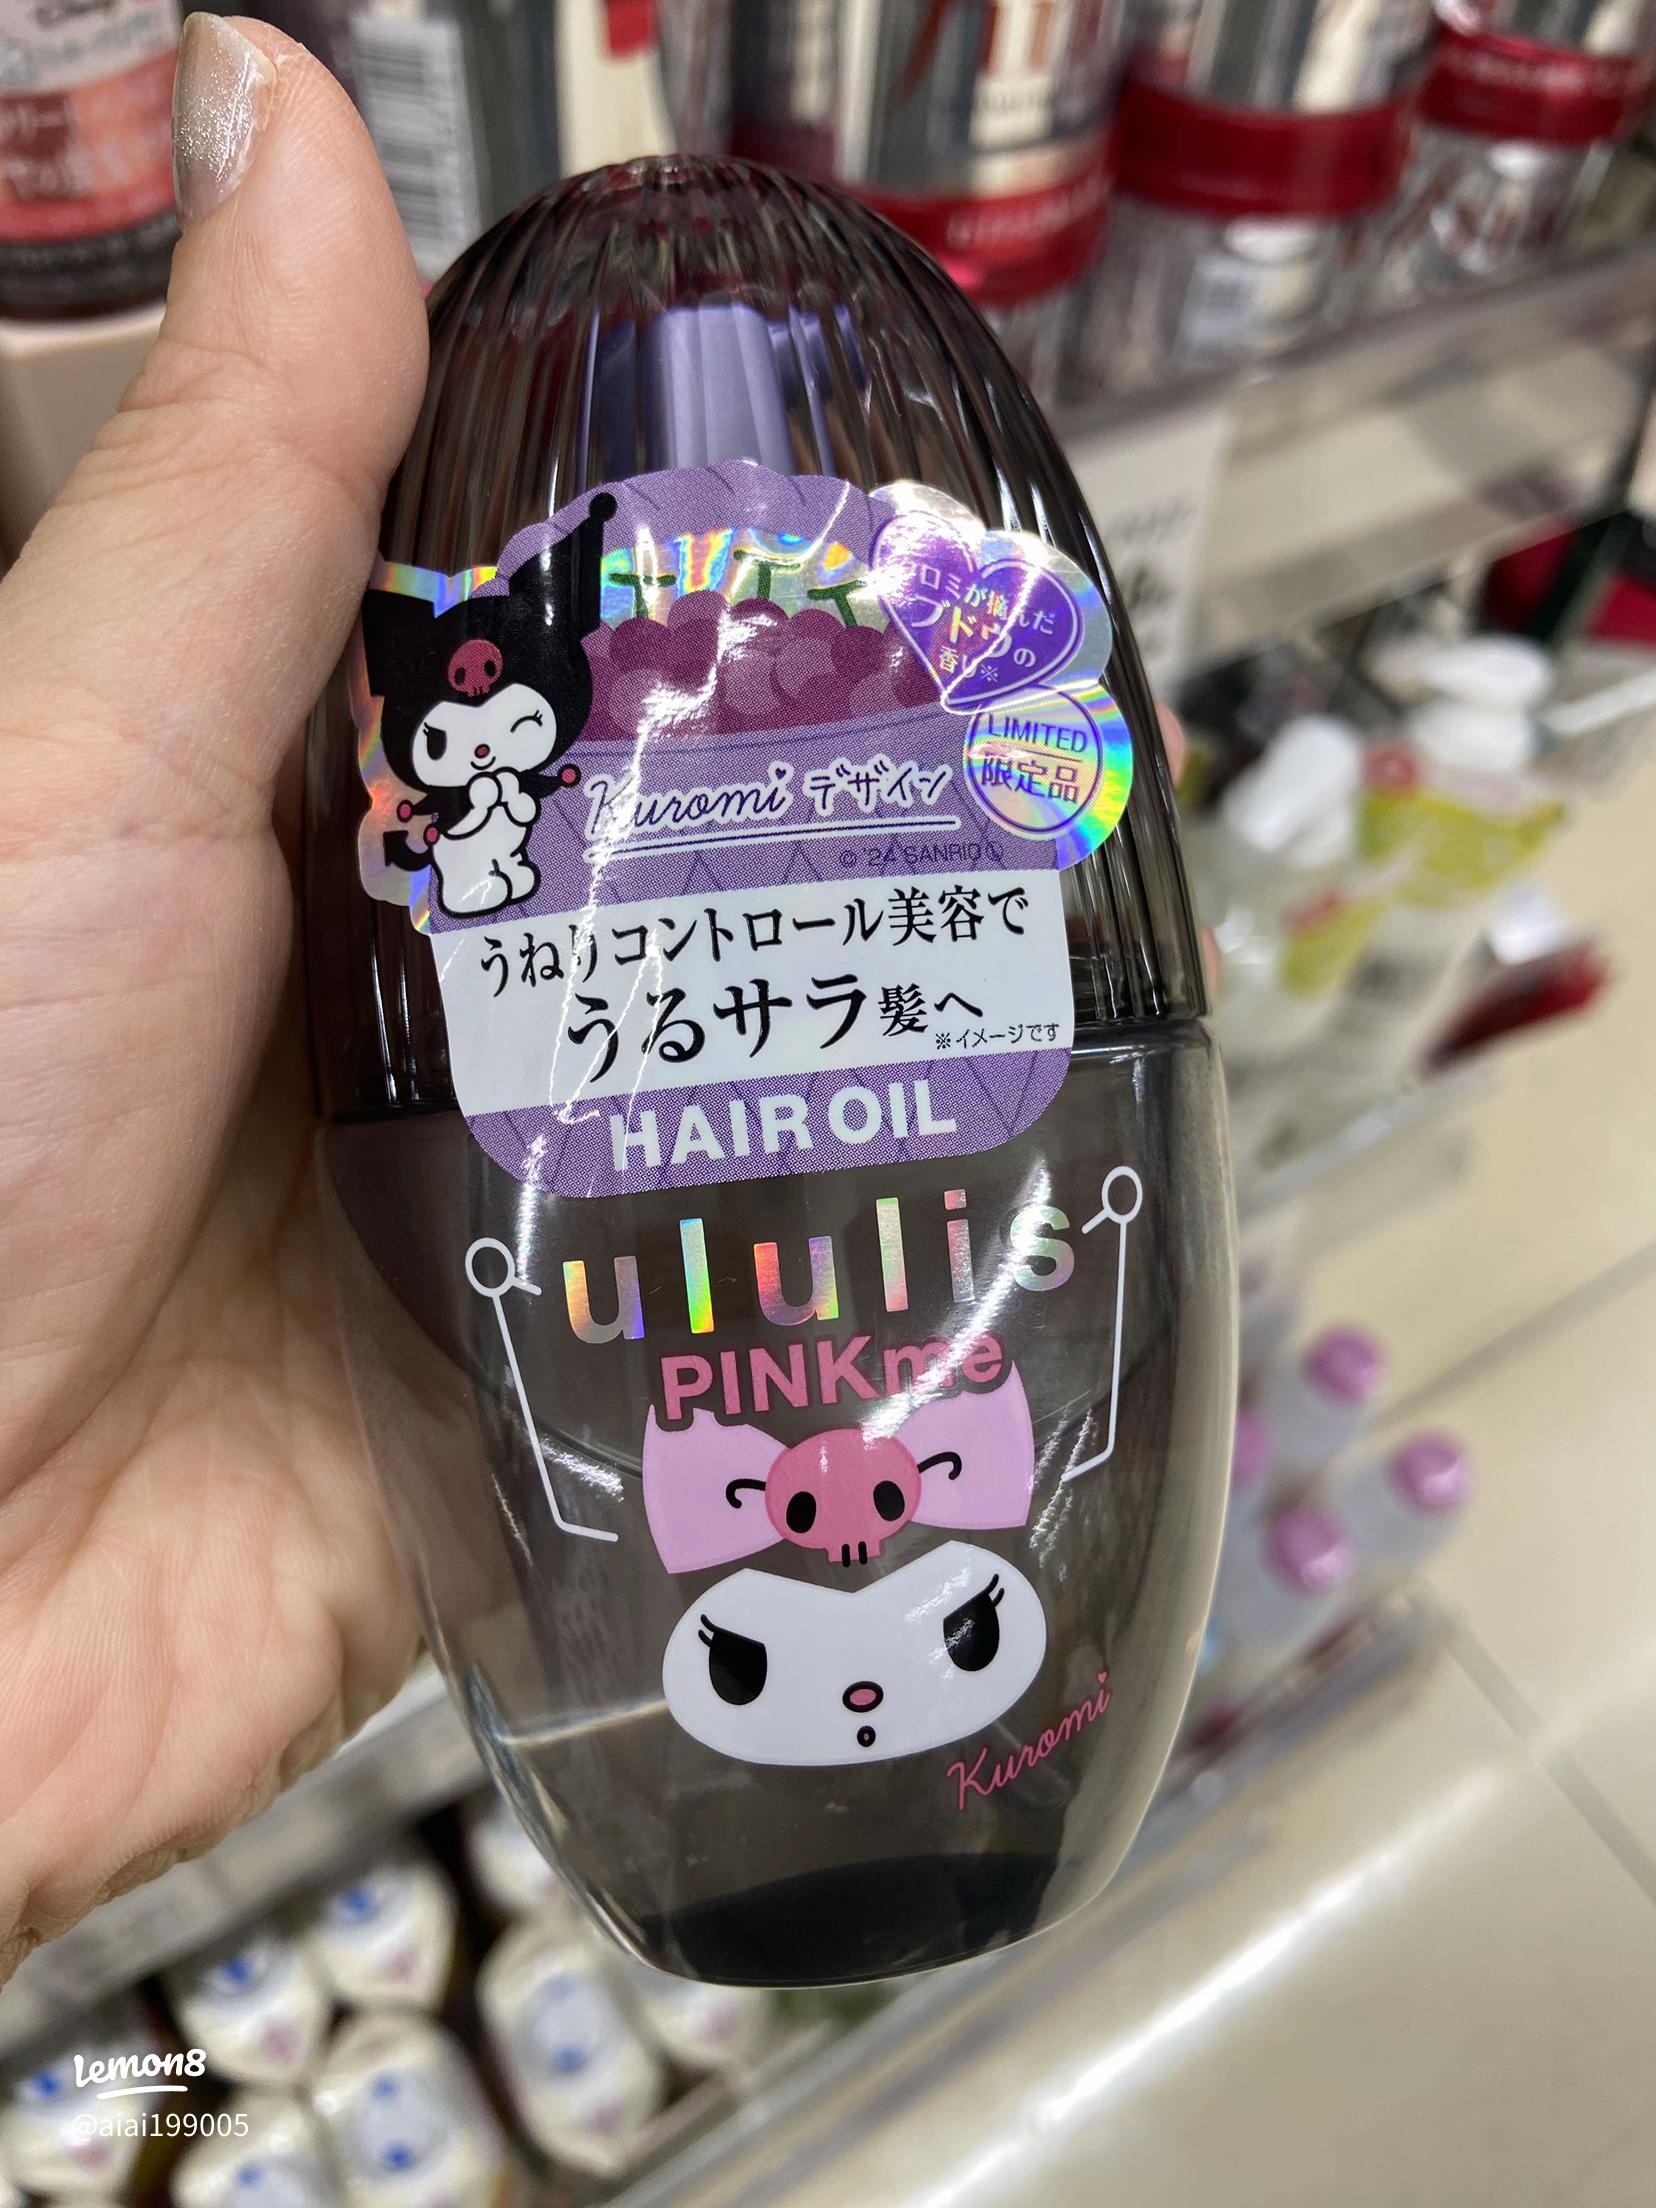 クロミが摘んだ
ブドウの
香り※
LIMITED
限定品
Kuromi デザイン
© '24 SANRIO Ⓛ
うねりコントロール美容で
うるサラ髪へ
※イメージです
HAIR OIL
ululis
PINKme
Kuromi
Lemon8
@aiai199005